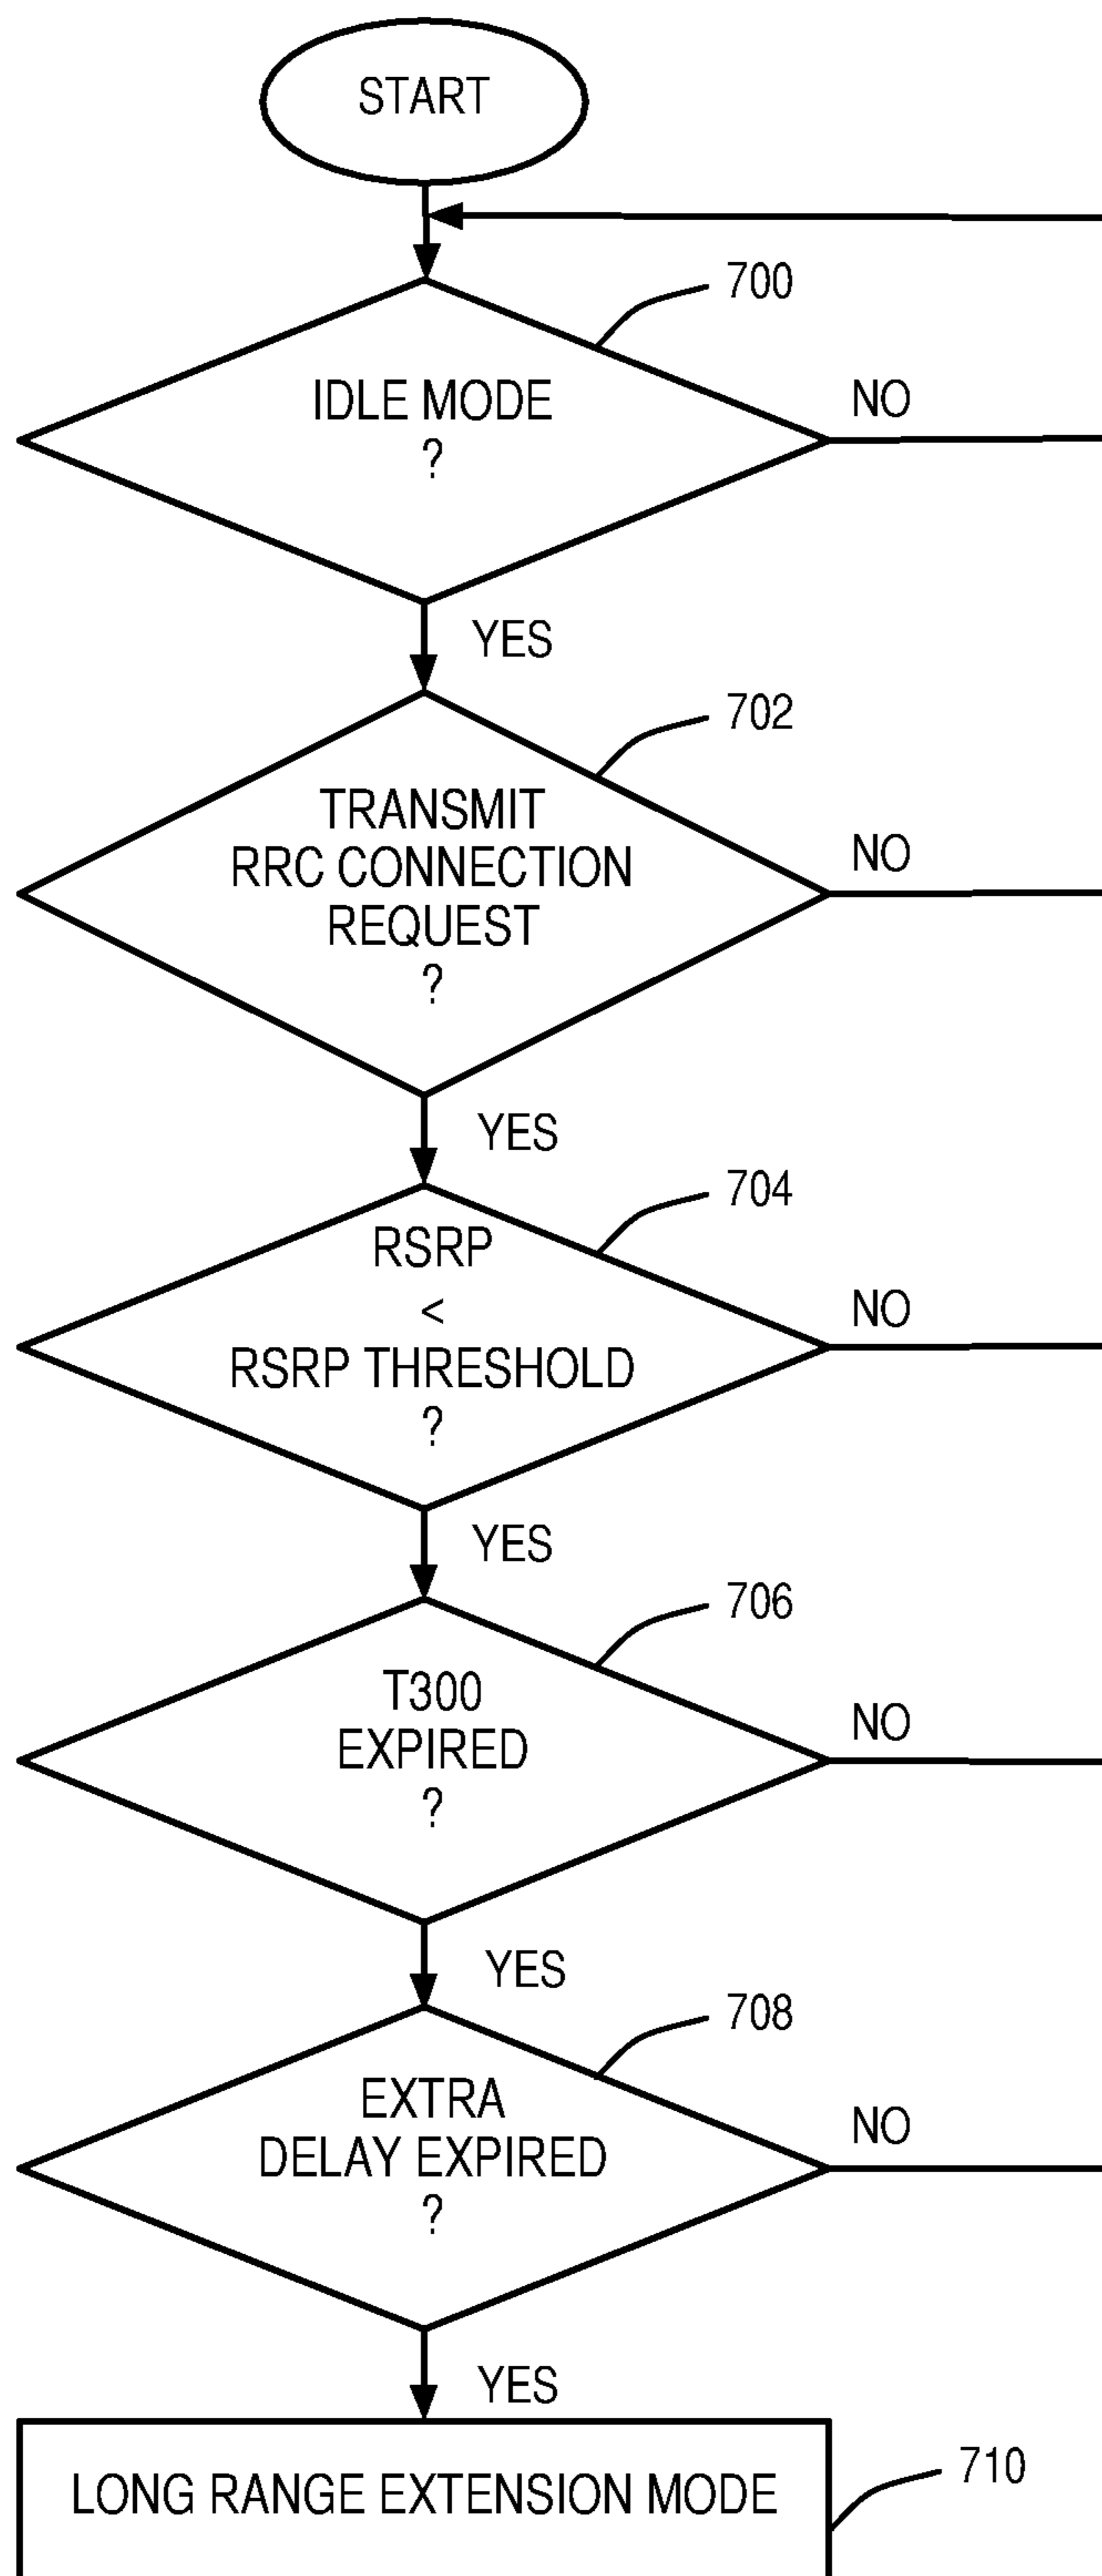 START
700
IDLE MODE
?
NO
YES
702
TRANSMIT
RRC CONNECTION
REQUEST
?
NO
YES
704
RSRP
<
RSRP THRESHOLD
?
NO
YES
706
T300
EXPIRED
?
NO
YES
708
EXTRA
DELAY EXPIRED
?
NO
YES
LONG RANGE EXTENSION MODE
710